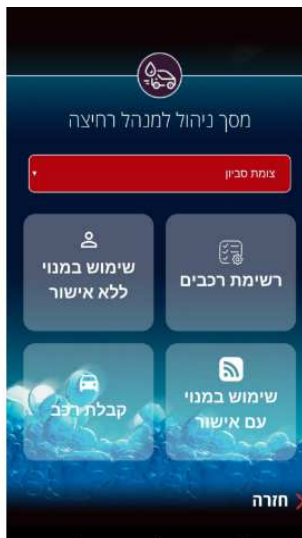 מסך ניהול למנהל רחיצה
צומת סביון
רשימת רכבים
שימוש במנוי
ללא אישור
שימוש במנוי
עם אישור
קבלת רכב
חזרה